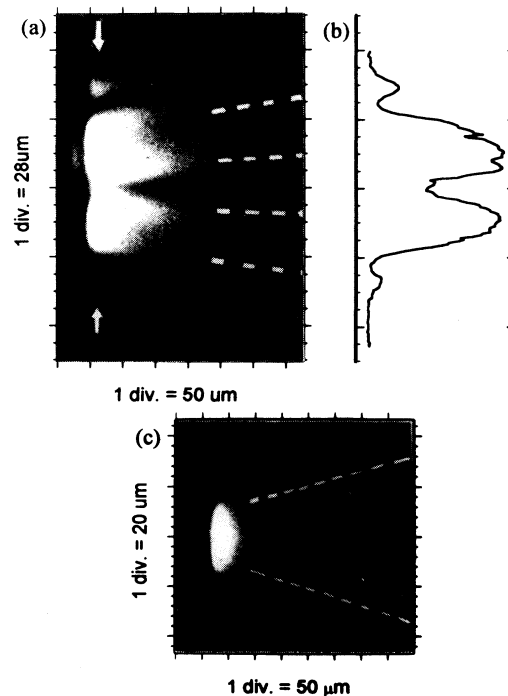 (a)
(b)
1 div. = 28um
1 div. = 50 um
(c)
1 div. = 20 um
1 div. = 50 µm